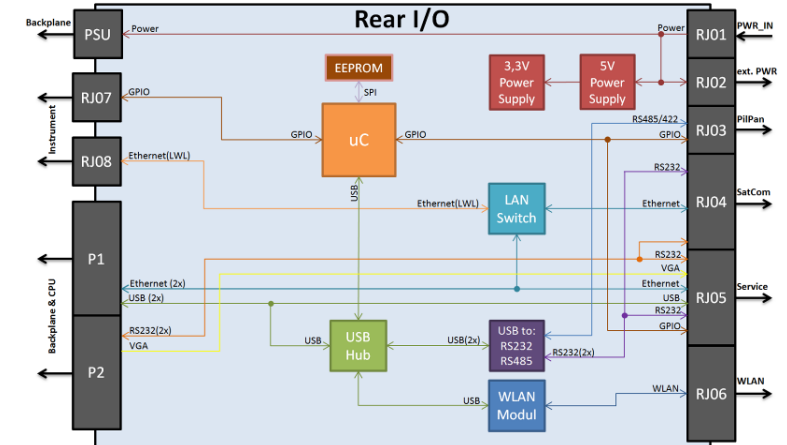 Rear I/O
Backplane
PSU
Power
Power
RJ01
PWR_IN
EEPROM
3,3V
Power
Supply
5V
Power
Supply
RJ02
ext. PWR
SPI
RJ07
GPIO
Instrument
GPIO
uC
GPIO
RS485/422
GPIO
RJ03
PilPan
RJ08
Ethernet(LWL)
RS232
USB
Ethernet(LWL)
LAN
Switch
Ethernet
RJ04
SatCom
P1
RS232
VGA
Ethernet (2x)
Ethernet
USB (2x)
USB
RJ05
Service
Backplane & CPU
RS232
RS232(2x)
GPIO
VGA
USB
USB
Hub
USB(2x)
USB to:
RS232
RS485
RS232(2x)
P2
USB
WLAN
Modul
WLAN
RJ06
WLAN